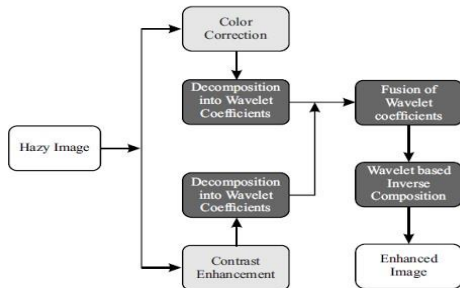 Color
Correction
Decomposition
into Wavelet
Coefficients
Fusion of
Wavelet
coefficients
Hazy Image
Decomposition
into Wavelet
Coefficients
Wavelet based
Inverse
Composition
Contrast
Enhancement
Enhanced
Image